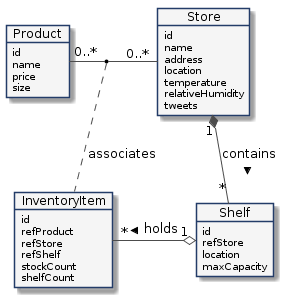 Product
id
name
price
size
0..*
0..*
Store
id
name
address
location
temperature
relativeHumidity
tweets
1
associates
contains
*
InventoryItem
id
refProduct
refStore
refShelf
stockCount
shelfCount
*
holds
1
Shelf
id
refStore
location
maxCapacity